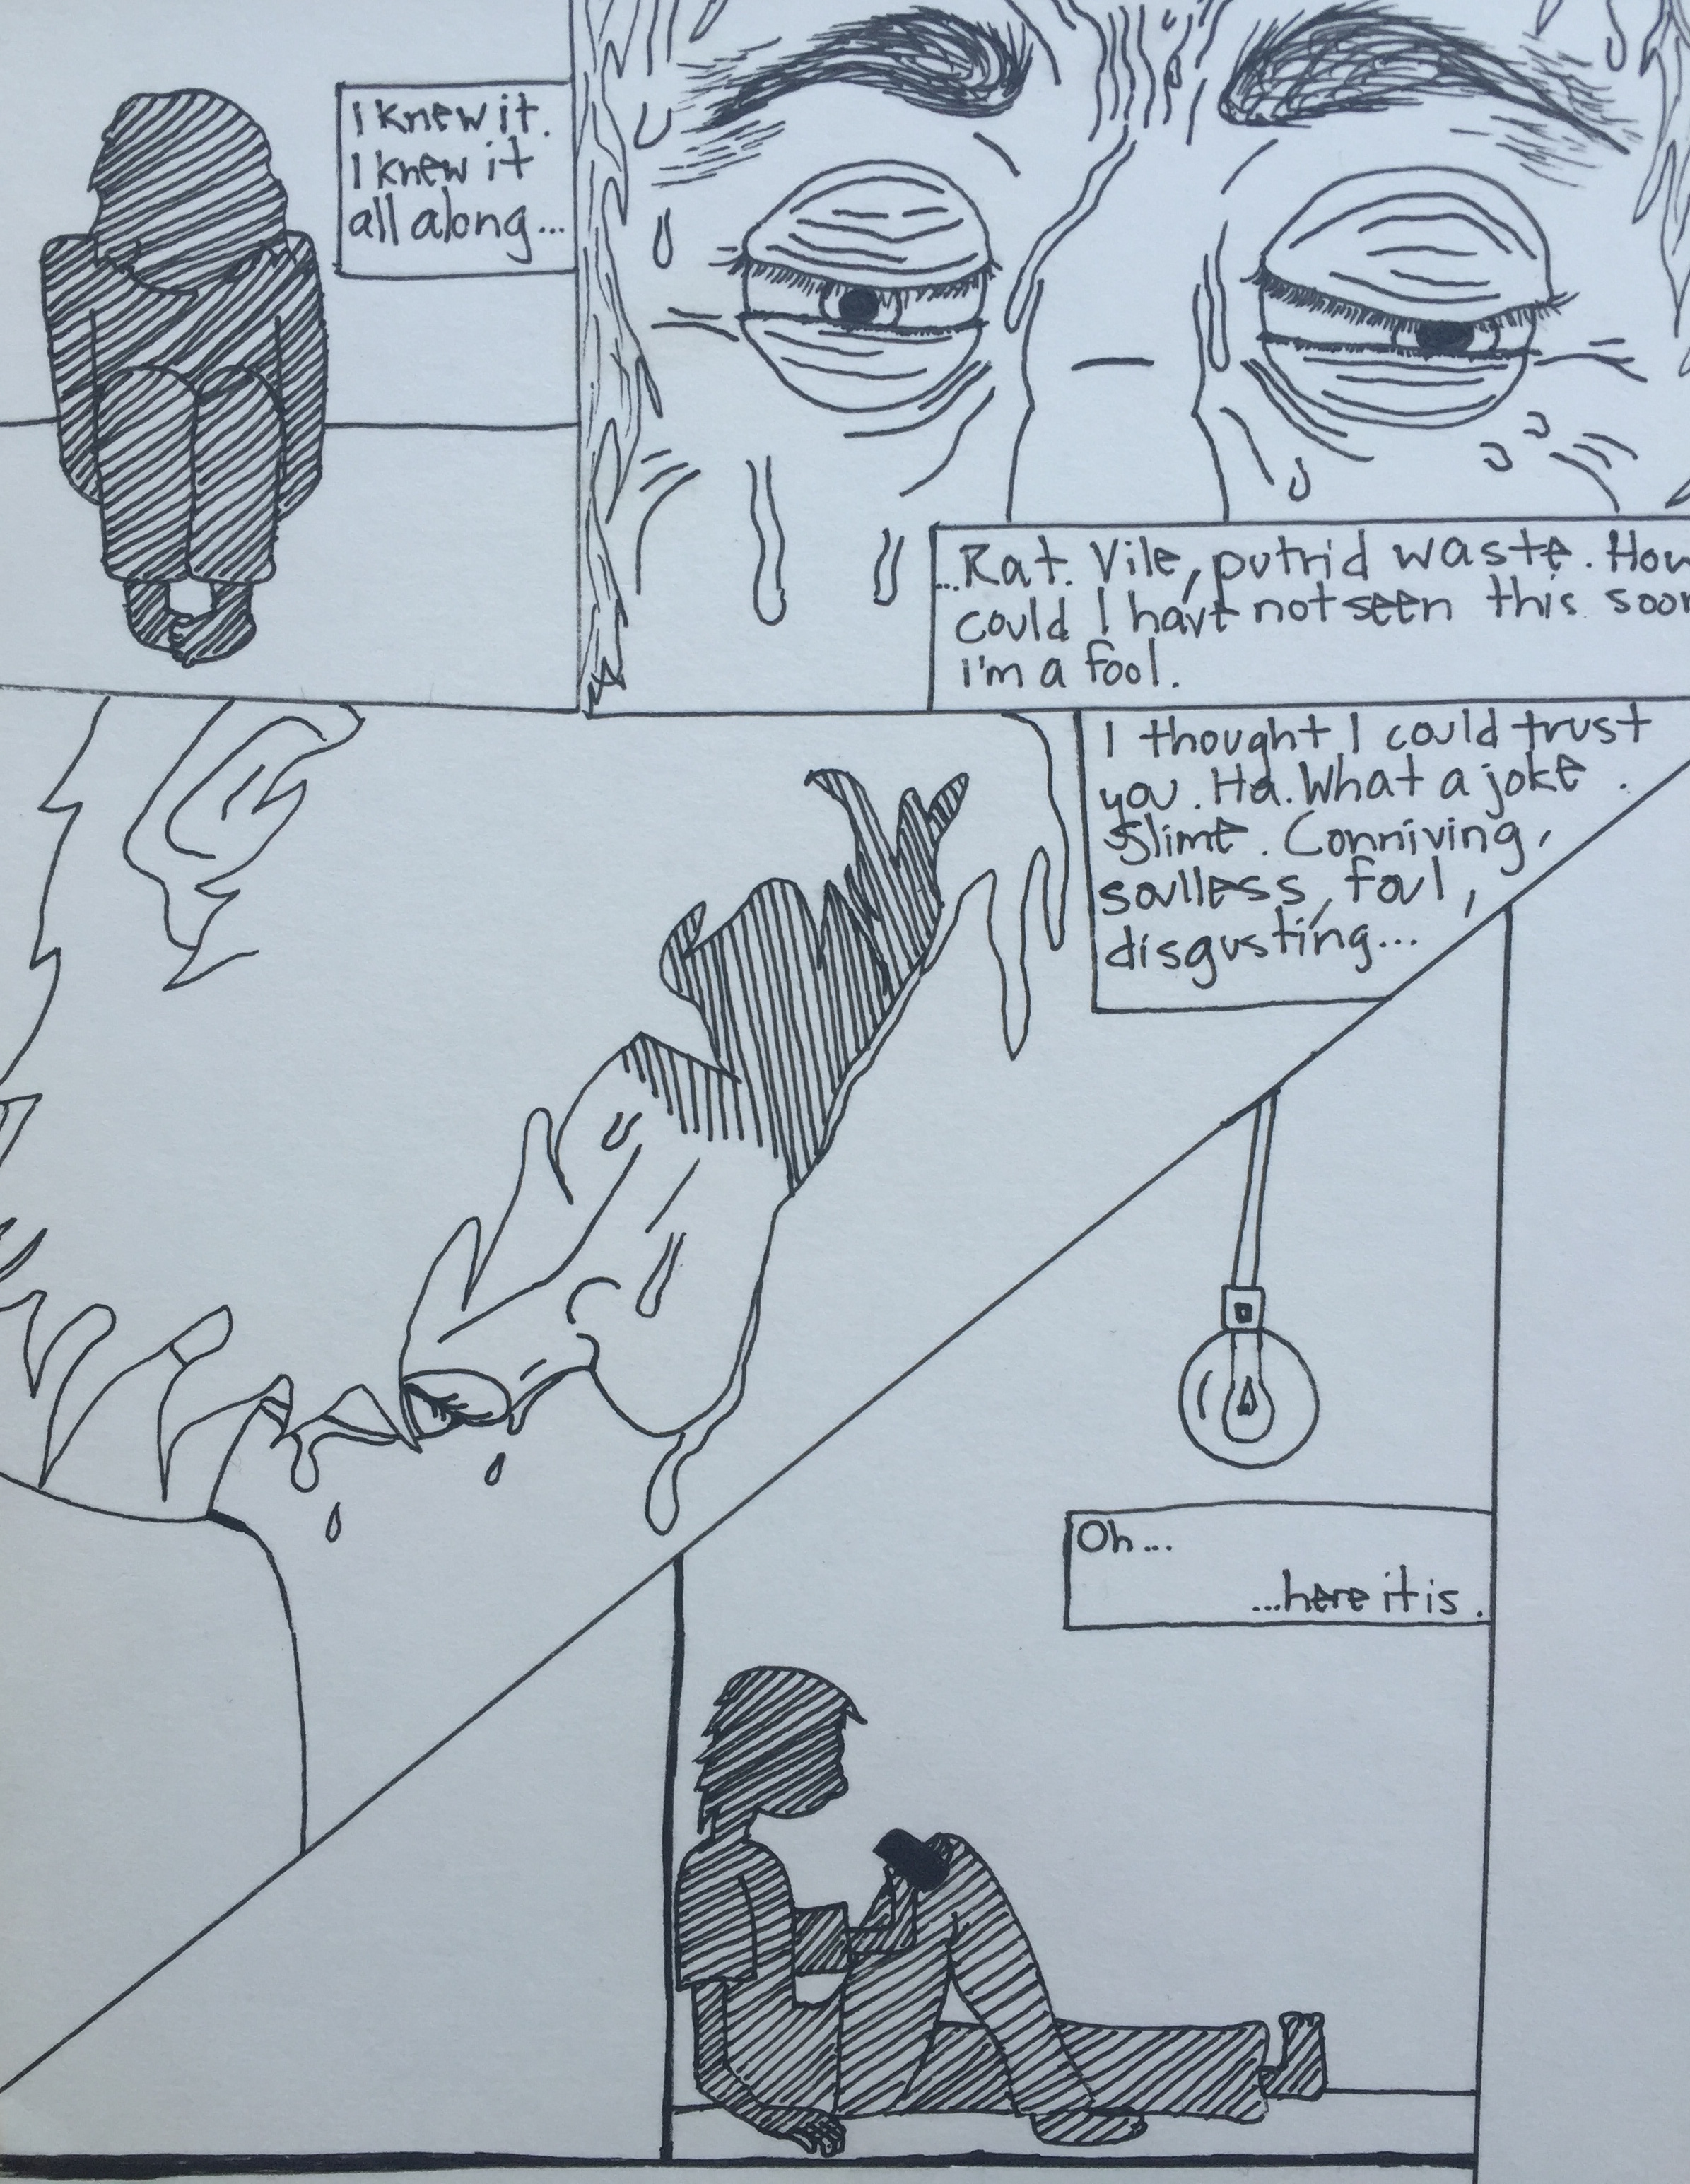 I knew it.
I knew it
all along...
...Rat. Vile, putrid waste. How
could I have not seen this soon
i'm a fool.
I thought I could trust
you. Ha. What a joke.
Slime. Conniving,
soulless, foul,
disgusting...
Oh...
...here it is.